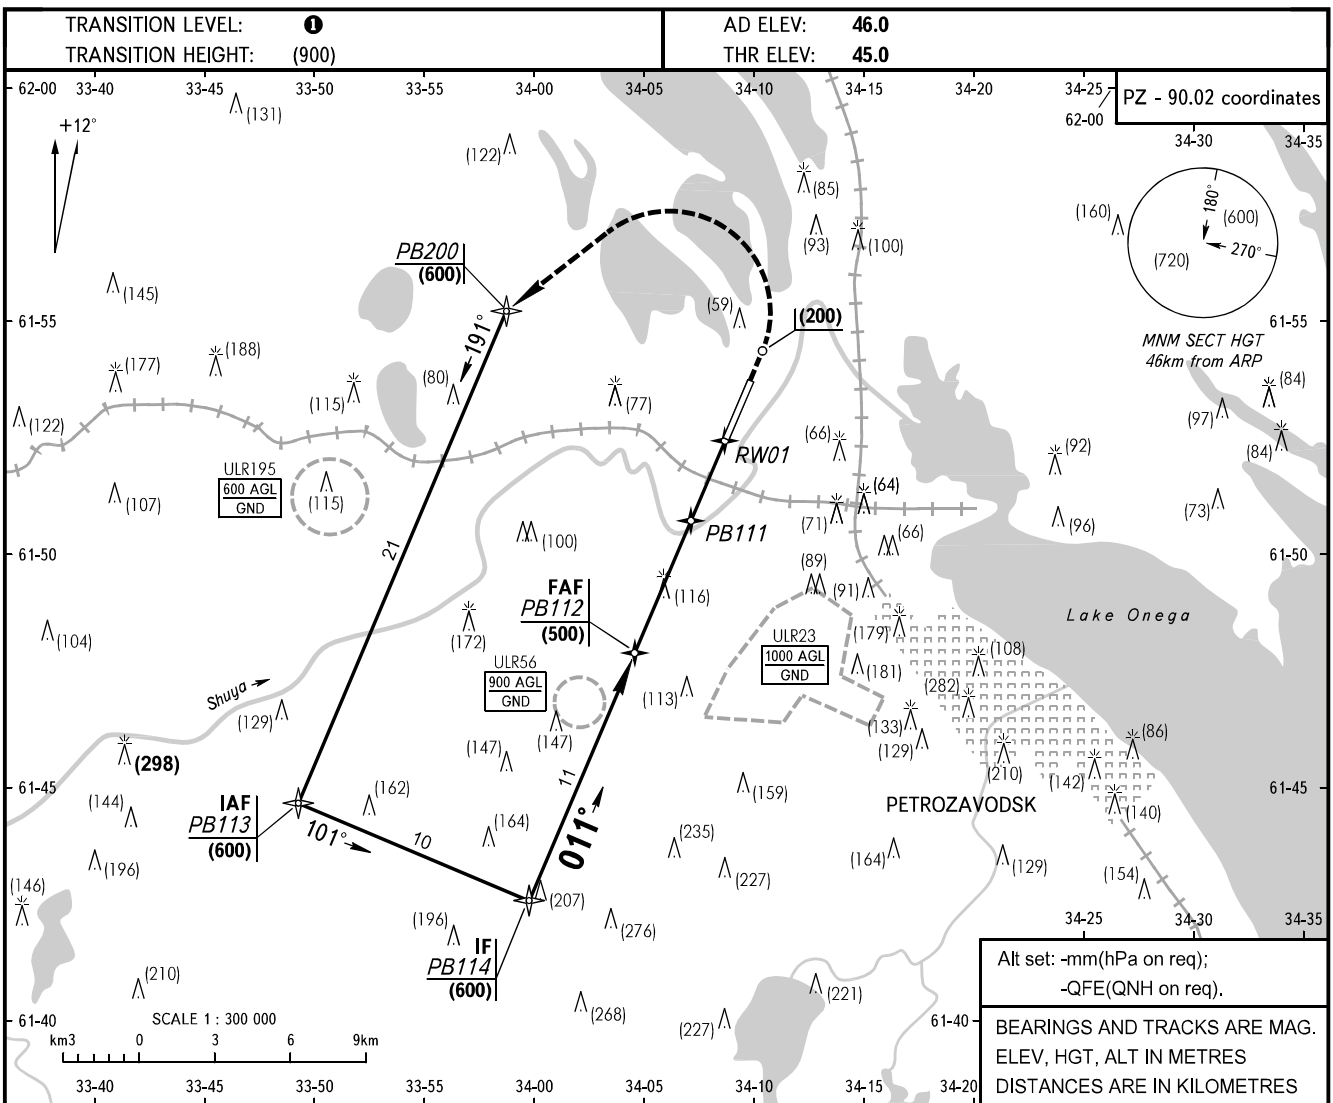 TRANSITION LEVEL: 1
TRANSITION HEIGHT: (900)
AD ELEV: 46.0
THR ELEV: 45.0
62-00 33-40 33-45 33-50 33-55 34-00 34-05 34-10 34-15 34-20 34-25
PZ - 90.02 coordinates
62-00
34-30 34-35
+12°
(131)
(122)
(85)
(160)
180°
(600)
270°
(720)
(93)
(100)
PB200
(600)
(145)
(59)
(200)
61-55
61-55
MNM SECT HGT
46km from ARP
191°
(188)
(177)
(80)
(115)
(77)
(84)
(97)
(122)
(66)
RW01
(92)
(84)
ULR195
600 AGL
GND
(115)
(107)
(64)
(71)
(73)
(96)
PB111
(66)
(100)
21
61-50
61-50
(89)
(91)
FAF
PB112
(500)
(116)
Lake Onega
(104)
(172)
(179)
ULR23
1000 AGL
GND
(108)
(181)
ULR56
900 AGL
GND
(282)
Shuya
(113)
(129)
(133)
(147)
(129)
(86)
(298)
(147)
(210)
(142)
11
61-45
61-45
(162)
(144)
(159)
PETROZAVODSK
(140)
IAF
PB113
(600)
101°
10
(164)
011°
(235)
(164)
(129)
(196)
(227)
(154)
(146)
(207)
(196)
(276)
34-25 34-30 34-35
IF
PB114
(600)
Alt set: -mm(hPa on req);
-QFE(QNH on req).
(210)
(221)
(268)
(227)
61-40
61-40
SCALE 1 : 300 000
km3 0 3 6 9km
BEARINGS AND TRACKS ARE MAG.
ELEV, HGT, ALT IN METRES
DISTANCES ARE IN KILOMETRES
33-40 33-45 33-50 33-55 34-00 34-05 34-10 34-15 34-20